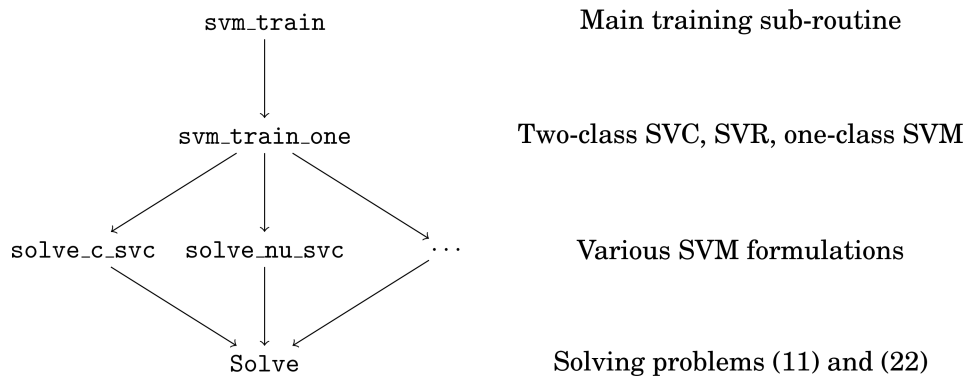 svm_train Main training sub-routine
svm_train_one Two-class SVC, SVR, one-class SVM
solve_c_svc solve_nu_svc ... Various SVM formulations
Solve Solving problems (11) and (22)